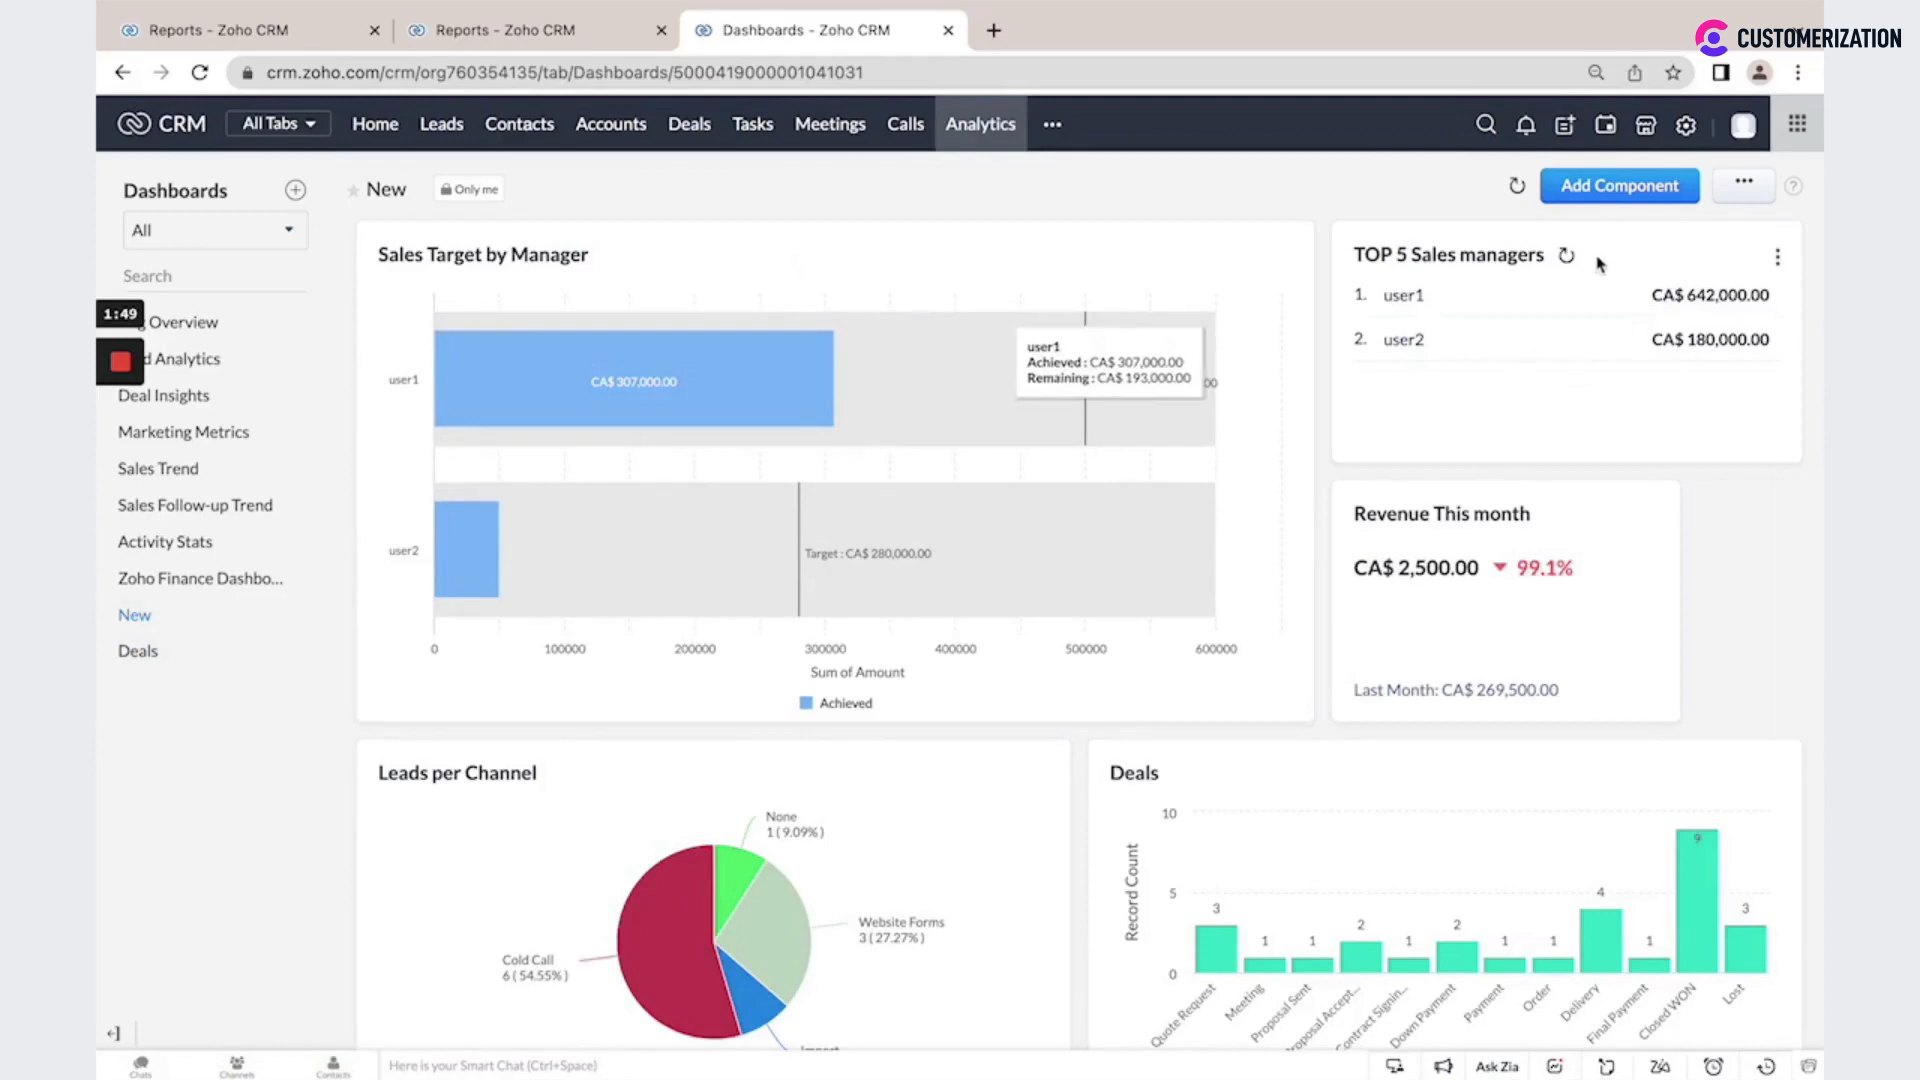 Reports - Zoho CRM
Reports - Zoho CRM
Dashboards - Zoho CRM
CUSTOMERIZATION
crm.zoho.com/crm/org760354135/tab/Dashboards/5000419000001041031
CRM
All Tabs
Home
Leads
Contacts
Accounts
Deals
Tasks
Meetings
Calls
Analytics
Dashboards
All
Search
1:49
Overview
Analytics
Deal Insights
Marketing Metrics
Sales Trend
Sales Follow-up Trend
Activity Stats
Zoho Finance Dashbo...
New
Deals
New
Only me
Add Component
Sales Target by Manager
user1
CA$ 307,000.00
user1
Achieved : CA$ 307,000.00
Remaining : CA$ 193,000.00
00
user2
Target : CA$ 280,000.00
0
100000
200000
300000
400000
500000
600000
Sum of Amount
Achieved
TOP 5 Sales managers
1. user1 CA$ 642,000.00
2. user2 CA$ 180,000.00
Revenue This month
CA$ 2,500.00 99.1%
Last Month: CA$ 269,500.00
Leads per Channel
None
1 ( 9.09% )
Website Forms
3 ( 27.27% )
Cold Call
6 ( 54.55% )
Deals
Record Count
10
5
0
3
1
1
2
1
2
1
1
4
1
9
3
Quote Request
Meeting
Proposal Sent
Proposal Accept...
Contract Signin...
Down Payment
Payment
Order
Delivery
Final Payment
Closed WON
Lost
Chats
Channels
Contacts
Here is your Smart Chat (Ctrl+Space)
Ask Zia